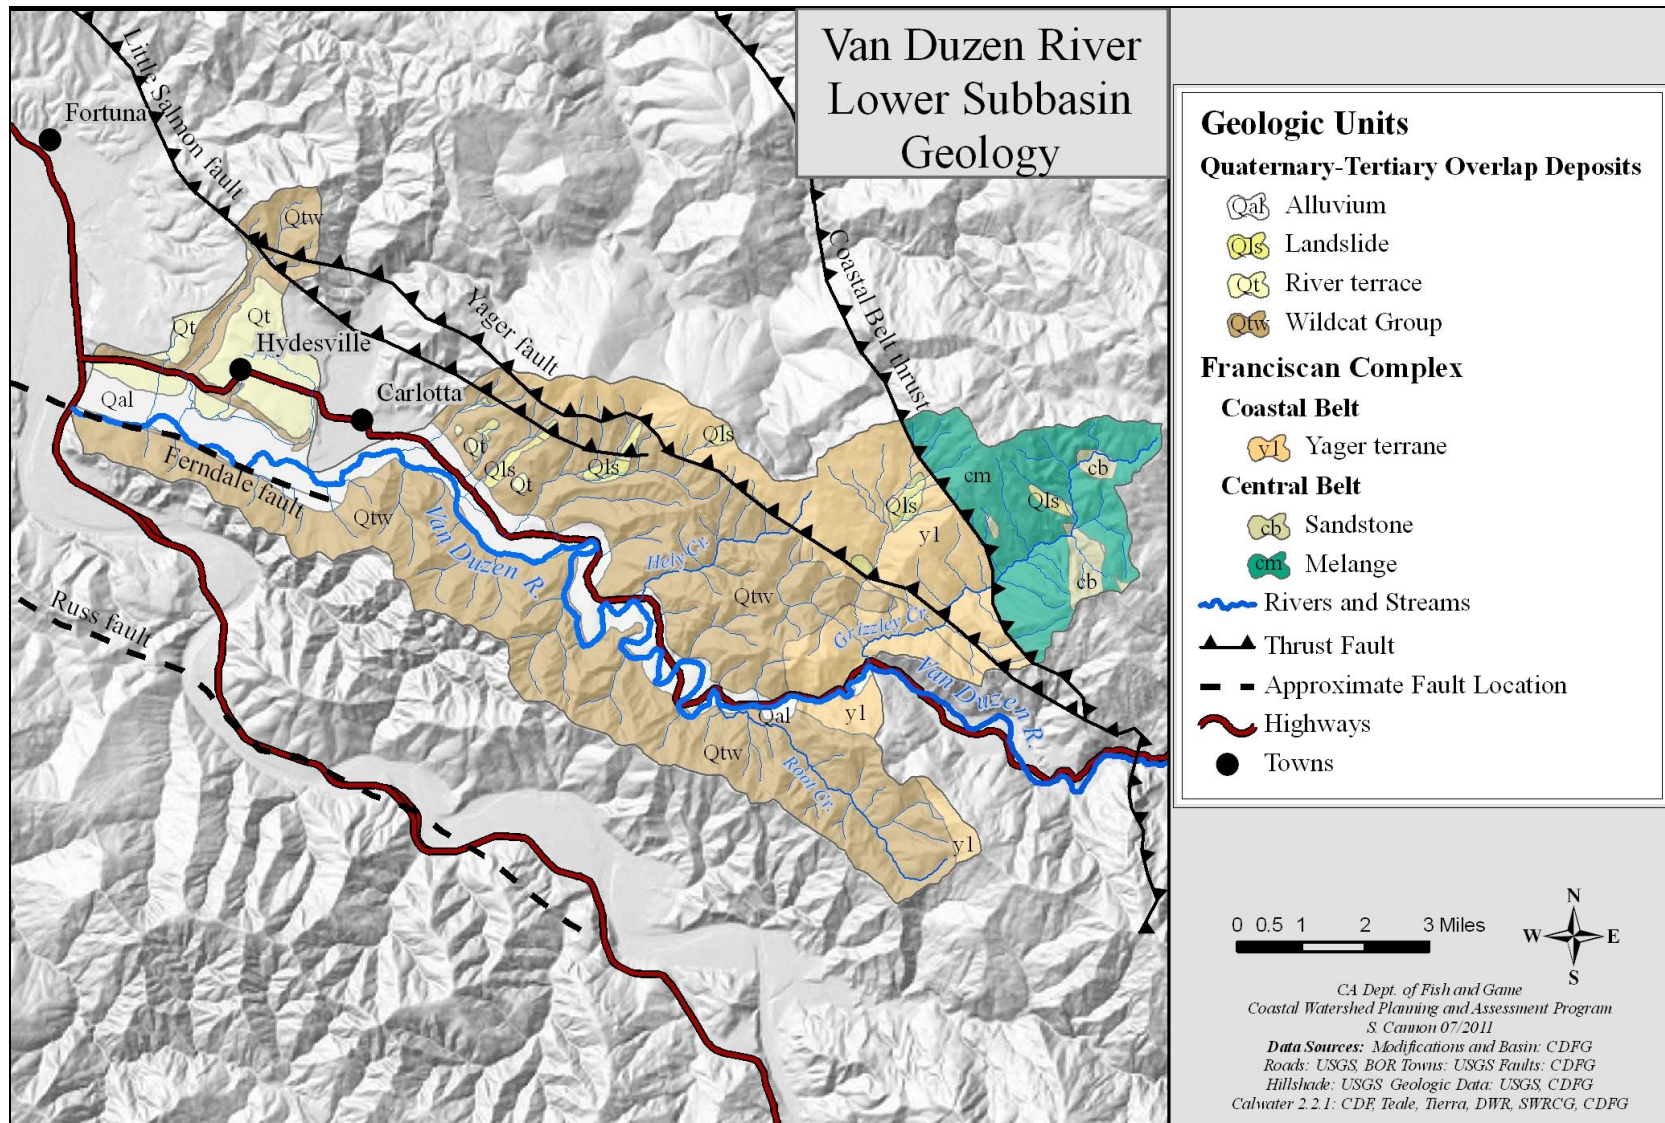 Van Duzen River
Lower Subbasin
Geology
Little Salmon fault
Fortuna
Qtw
Coastal Belt thrust
Yager fault
Qt
Qt
Hydesville
Carlotta
Qal
Ferndale fault
Qt
Qls
Qt
Qls
Qls
Qtw
Van Duzen R.
Hely Cr.
Qls
y1
cm
Qls
cb
cb
Qtw
Grizzley Cr.
Van Duzen R.
Russ fault
Qal
y1
Qtw
Root Cr.
y1
Geologic Units
Quaternary-Tertiary Overlap Deposits
Qal Alluvium
Qls Landslide
Qt River terrace
Qtw Wildcat Group
Franciscan Complex
Coastal Belt
y1 Yager terrane
Central Belt
cb Sandstone
cm Melange
Rivers and Streams
Thrust Fault
Approximate Fault Location
Highways
Towns
0 0.5 1 2 3 Miles
N
W E
S
CA Dept. of Fish and Game
Coastal Watershed Planning and Assessment Program
S. Cannon 07/2011
Data Sources: Modifications and Basin: CDFG
Roads: USGS, BOR Towns: USGS Faults: CDFG
Hillshade: USGS Geologic Data: USGS, CDFG
Calwater 2.2.1: CDF, Teale, Tierra, DWR, SWRCG, CDFG